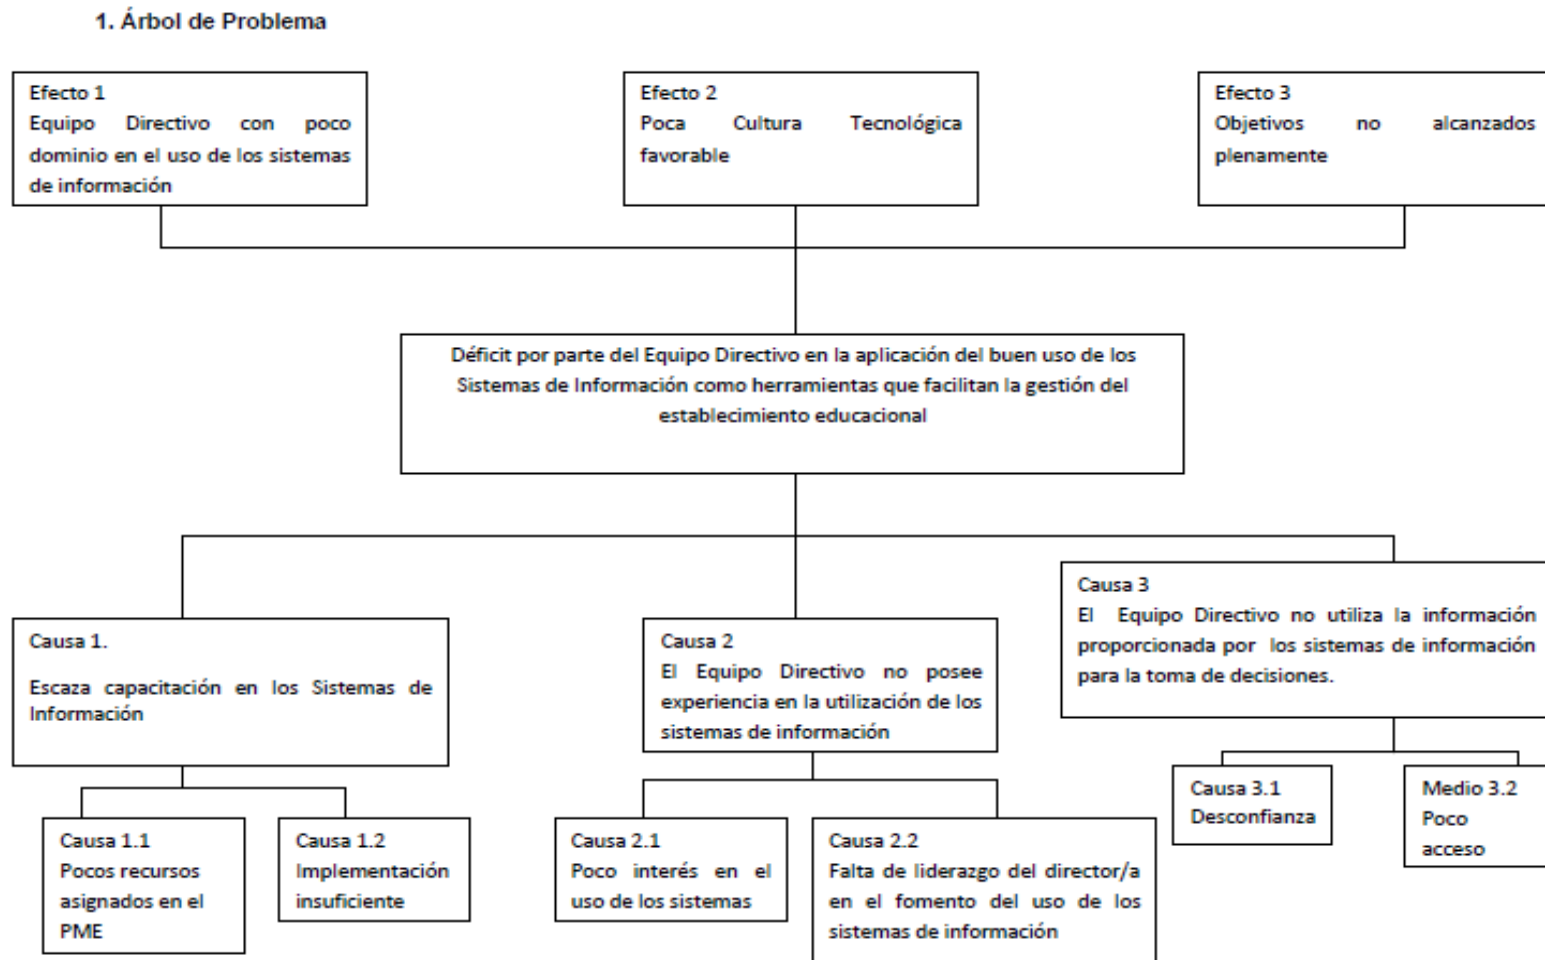 1. Árbol de Problema
Efecto 1
Equipo Directivo con poco
dominio en el uso de los sistemas
de información
Efecto 2
Poca Cultura Tecnológica
favorable
Efecto 3
Objetivos no alcanzados
plenamente
Déficit por parte del Equipo Directivo en la aplicación del buen uso de los
Sistemas de Información como herramientas que facilitan la gestión del
establecimiento educacional
Causa 1.
Escaza capacitación en los Sistemas de
Información
Causa 2
El Equipo Directivo no posee
experiencia en la utilización de los
sistemas de información
Causa 3
El Equipo Directivo no utiliza la información
proporcionada por los sistemas de información
para la toma de decisiones.
Causa 1.1
Pocos recursos
asignados en el
PME
Causa 1.2
Implementación
insuficiente
Causa 2.1
Poco interés en el
uso de los sistemas
Causa 2.2
Falta de liderazgo del director/a
en el fomento del uso de los
sistemas de información
Causa 3.1
Desconfianza
Medio 3.2
Poco
acceso